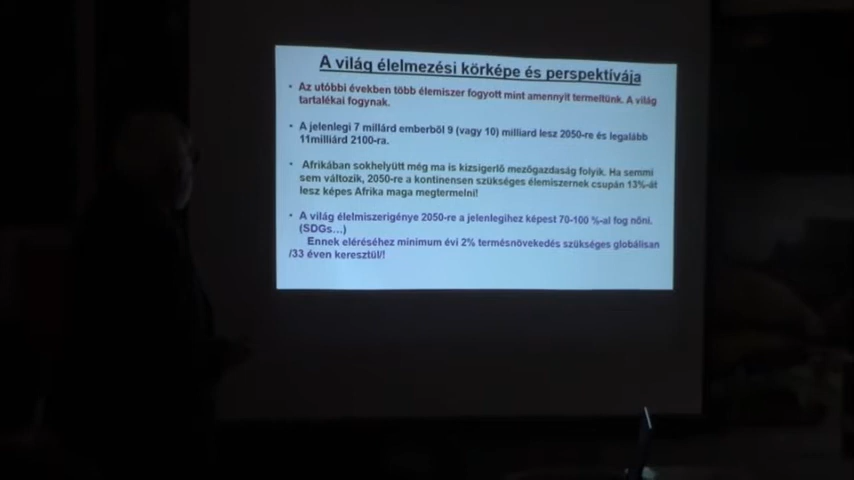 A világ élelmezési körképe és perspektívája
• Az utóbbi években több élemiszer fogyott mint amennyit termeltünk. A világ
tartalékai fogynak.
• A jelenlegi 7 millárd emberből 9 (vagy 10) milliard lesz 2050-re és legalább
11milliárd 2100-ra.
• Afrikában sokhelyütt még ma is kizsigerlő mezőgazdaság folyik. Ha semmi
sem változik, 2050-re a kontinensen szükséges élemiszernek csupán 13%-át
lesz képes Afrika maga megtermelni!
• A világ élelmiszerigénye 2050-re a jelenlegihez képest 70-100 %-al fog nőni.
(SDGs...)
Ennek eléréséhez minimum évi 2% termésnövekedés szükséges globálisan
/33 éven keresztül/!